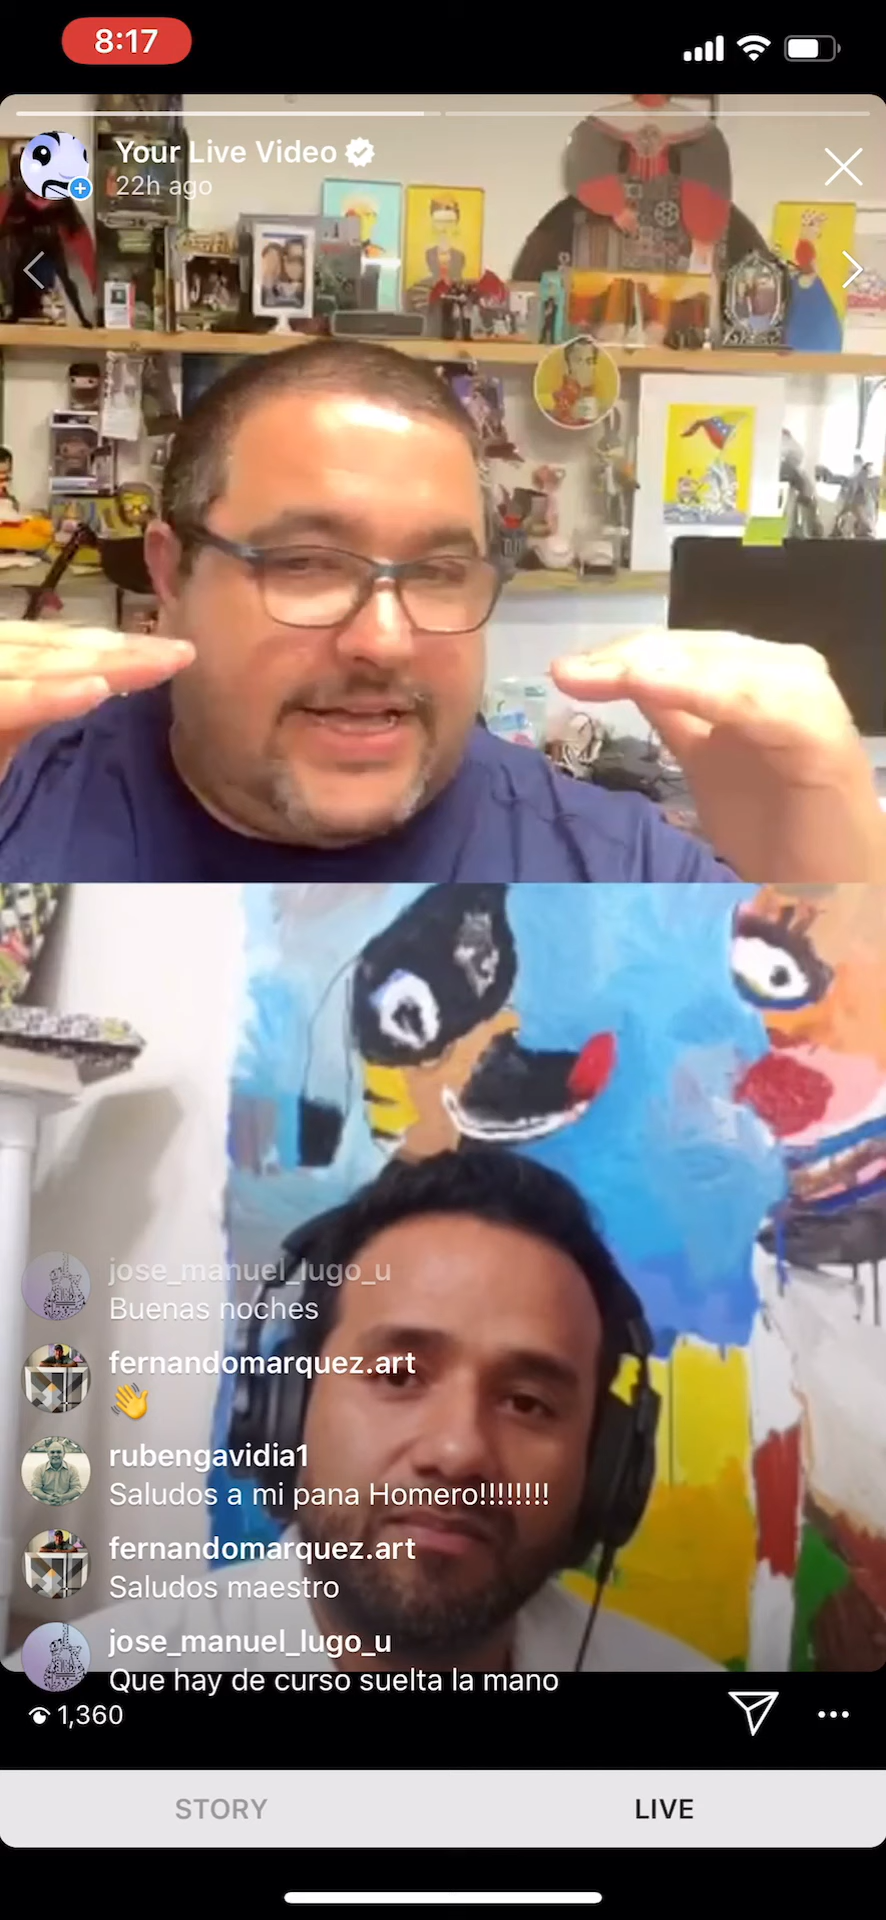 8:17
Your Live Video
22h ago
jose_manuel_lugo_u
Buenas noches
fernandomarquez.art
👋
rubengavidia1
Saludos a mi pana Homero!!!!!!!!
fernandomarquez.art
Saludos maestro
jose_manuel_lugo_u
Que hay de curso suelta la mano
1,360
STORY
LIVE